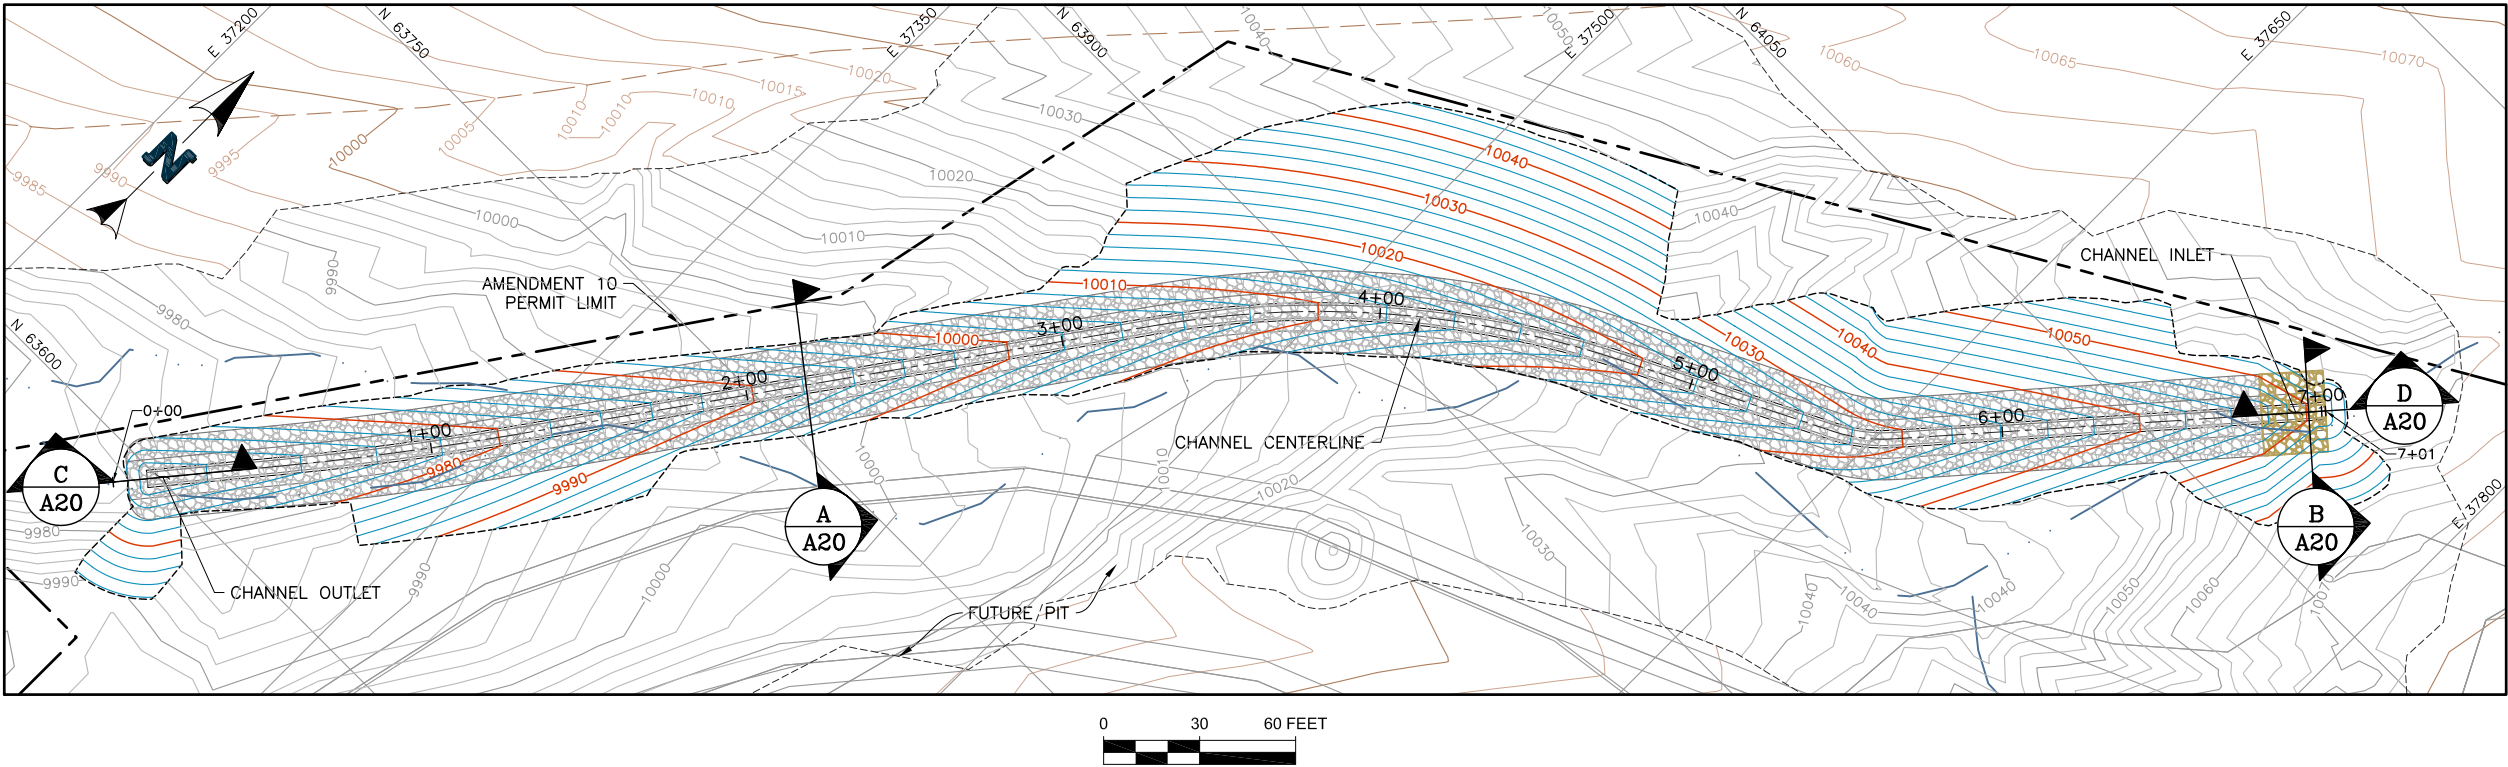 E 37200
N 63750
E 37350
N 63900
10040
10050
E 37500
N 64050
10060
10065
E 37650
10070
10020
10015
10010
10010
10010
10005
10000
9995
9990
9985
N
10030
10040
10030
10020
10020
10000
10010
10040
CHANNEL INLET
9990
AMENDMENT 10
PERMIT LIMIT
10010
4+00
3+00
10000
9980
N 63600
10030
10040
10050
5+00
2+00
D
A20
7+00
0+00
1+00
6+00
CHANNEL CENTERLINE
7+01
C
A20
9980
9990
10000
10010
10020
A
A20
B
A20
E 37800
9980
9990
CHANNEL OUTLET
9990
10000
10030
FUTURE PIT
10040
10040
10040
10050
10060
1007
0 30 60 FEET